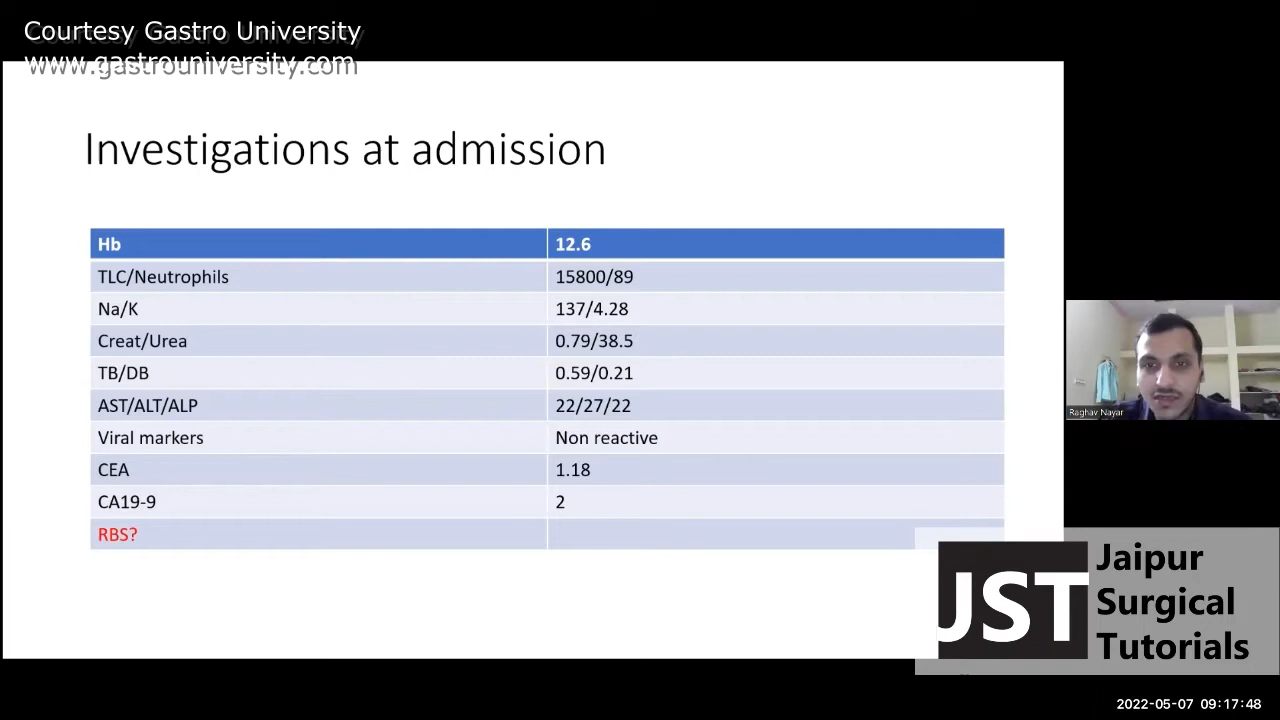 Courtesy Gastro University
www.gastrouniversity.com
Investigations at admission
Hb 12.6
TLC/Neutrophils 15800/89
Na/K 137/4.28
Creat/Urea 0.79/38.5
TB/DB 0.59/0.21
AST/ALT/ALP 22/27/22
Viral markers Non reactive
CEA 1.18
CA19-9 2
RBS?
Raghav Nayar
JST
Jaipur
Surgical
Tutorials
2022-05-07 09:17:48